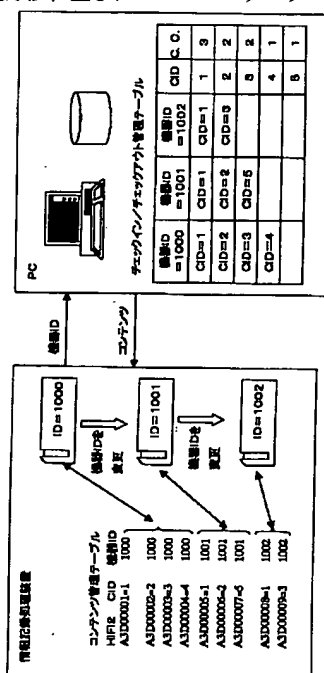 情報記録処理装置
コンテンツ管理テーブル
HIFI2 CID 機器ID
A3D00001=1 1000
A3D00002=2 1000
A3D00003=3 1000
A3D00004=4 1000
A3D00005=1 1001
A3D00006=2 1001
A3D00007=5 1001
A3D00008=1 1002
A3D00009=3 1002
ID=1000
機器IDを
変更
ID=1001
機器IDを
変更
ID=1002
機器ID
コンテンツ
PC
チェックイン/チェックアウト管理テーブル
機器ID 機器ID 機器ID CID C. O.
=1000 =1001 =1002
CID=1 CID=1 CID=1 1 3
CID=2 CID=2 CID=3 2 2
CID=3 CID=5 3 2
CID=4 4 1
5 1